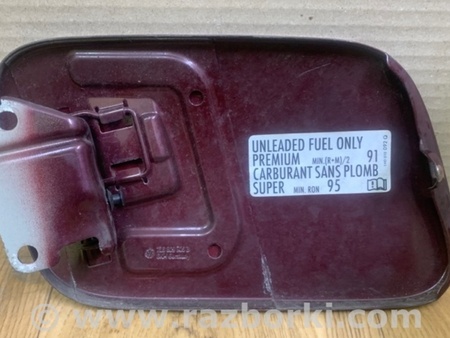 UNLEADED FUEL ONLY
PREMIUM MIN.(R+M)/2 91
CARBURANT SANS PLOMB
SUPER MIN. RON 95
www.razborki.com